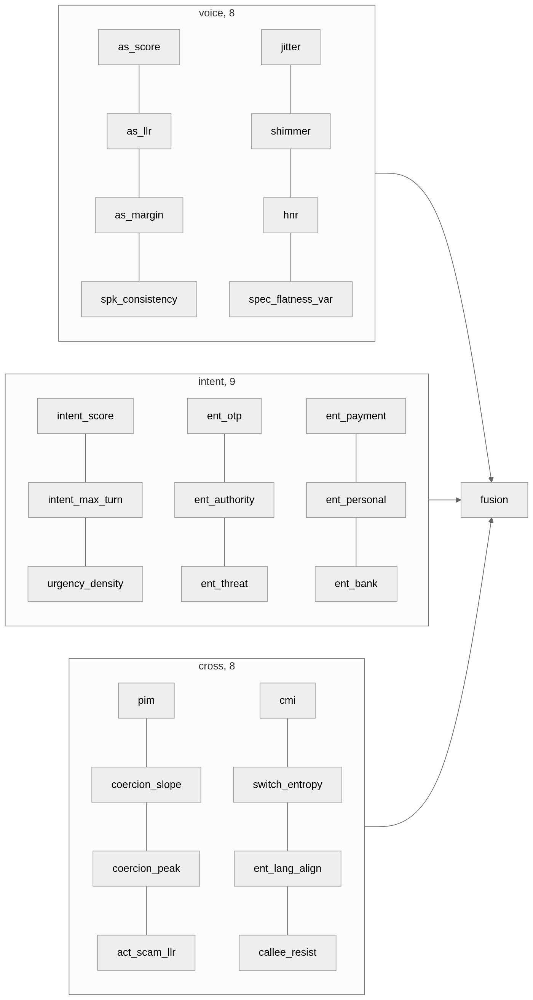 voice, 8
as_score
jitter
as_llr
shimmer
as_margin
hnr
spk_consistency
spec_flatness_var
intent, 9
intent_score
ent_otp
ent_payment
intent_max_turn
ent_authority
ent_personal
fusion
urgency_density
ent_threat
ent_bank
cross, 8
pim
cmi
coercion_slope
switch_entropy
coercion_peak
ent_lang_align
act_scam_llr
callee_resist